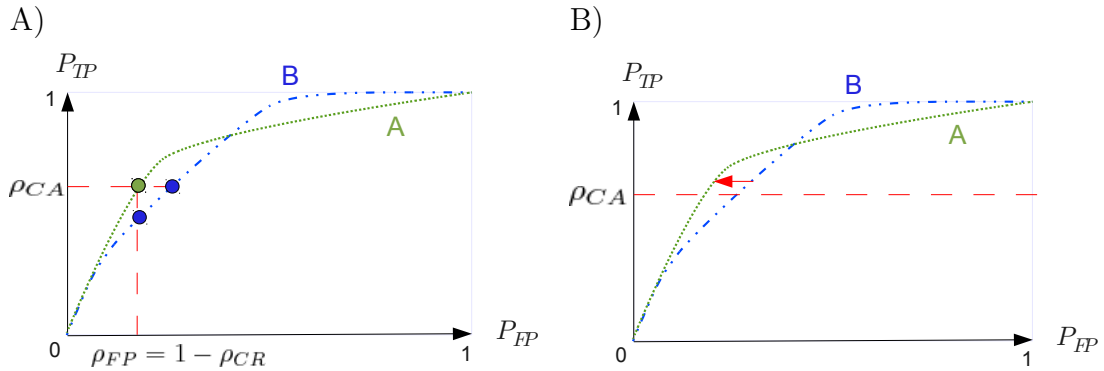 A)
B)
P_TP
B
1
A
ρ_CA
P_FP
0
ρ_FP = 1 − ρ_CR
1
P_TP
B
1
A
ρ_CA
P_FP
0
1